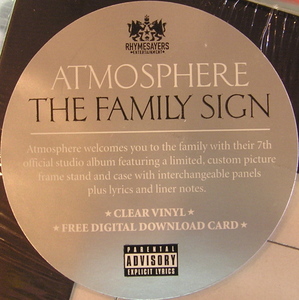 RHYMESAYERS
ENTERTAINMENT
ATMOSPHERE
THE FAMILY SIGN
Atmosphere welcomes you to the family with their 7th
official studio album featuring a limited, custom picture
frame stand and case with interchangeable panels
plus lyrics and liner notes.
★ CLEAR VINYL ★
★ FREE DIGITAL DOWNLOAD CARD ★
PARENTAL
ADVISORY
EXPLICIT LYRICS